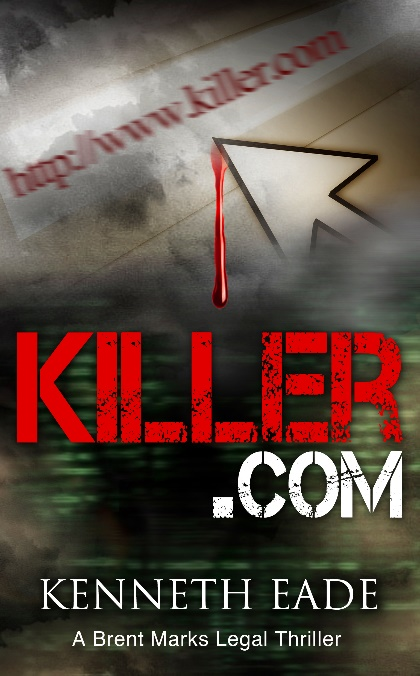 http://www.killer.com
KILLER
.COM
KENNETH EADE
A Brent Marks Legal Thriller